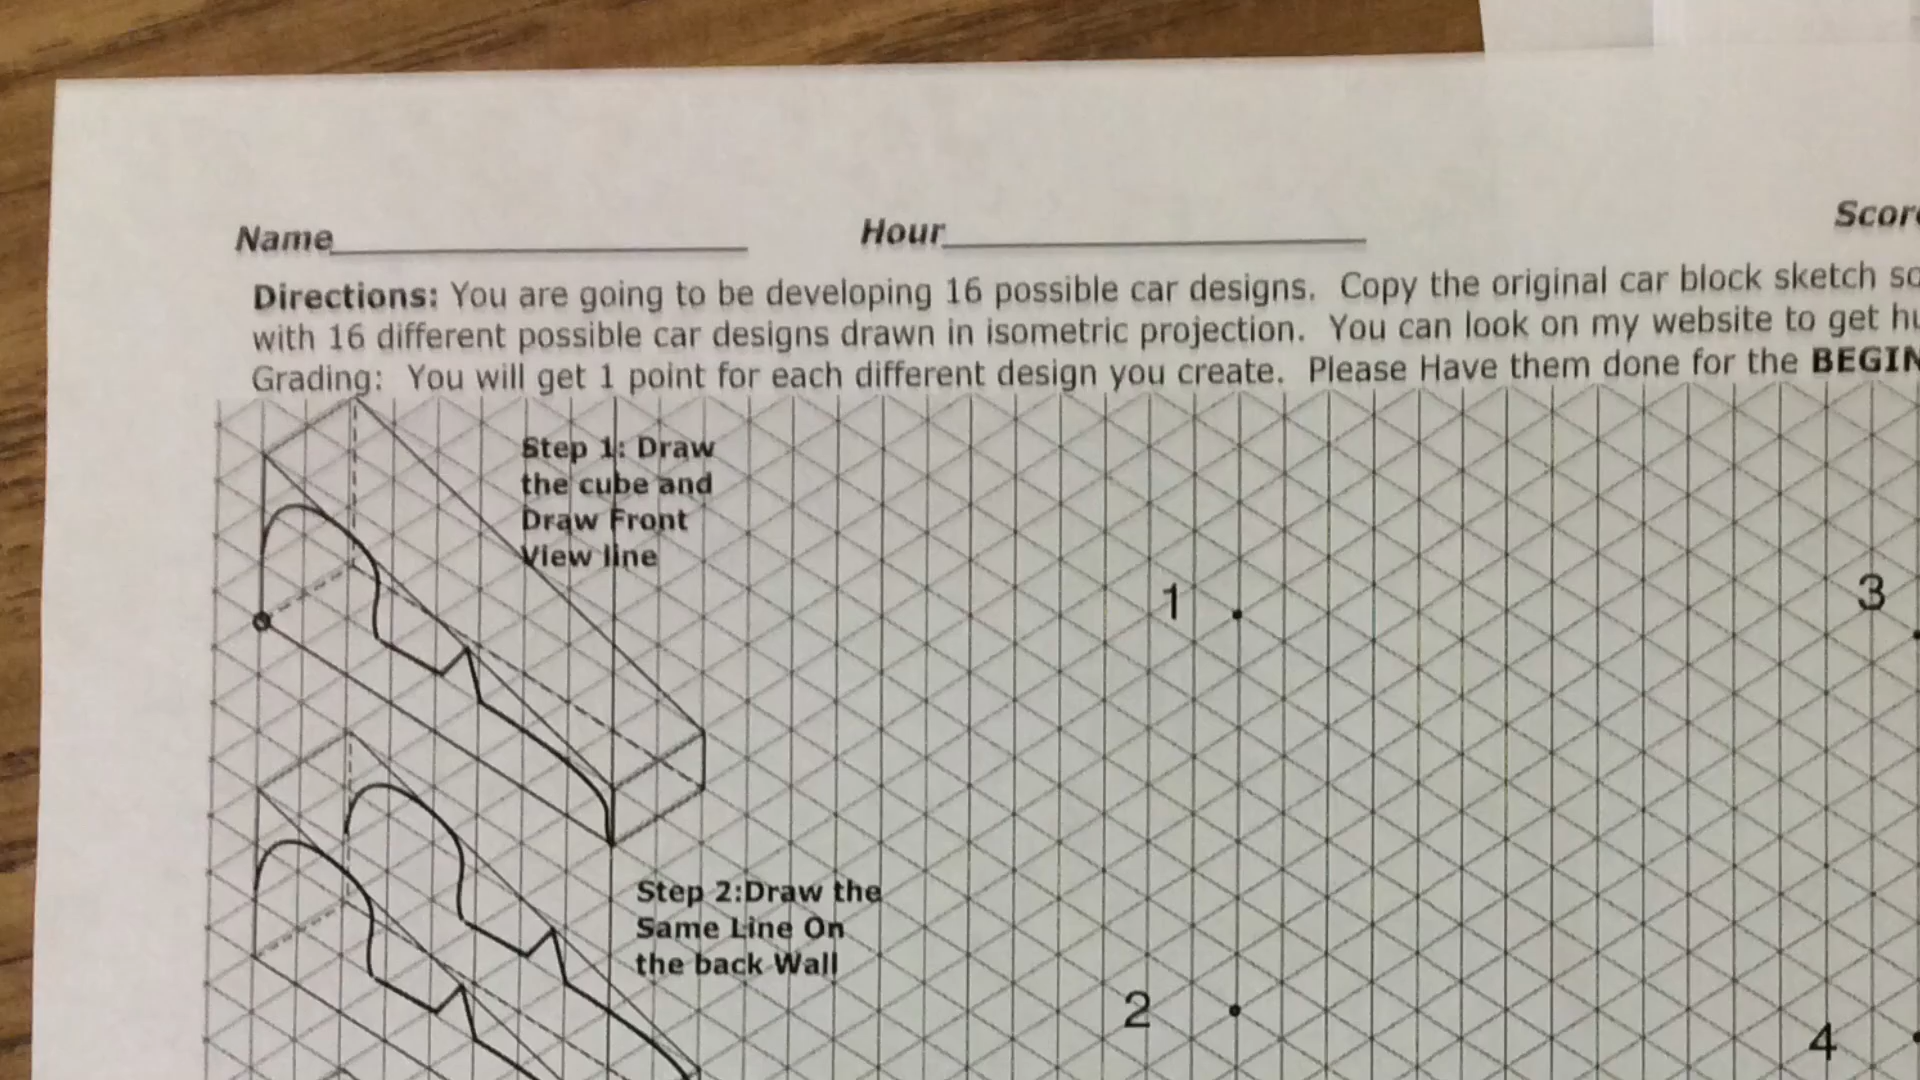 Name Hour
Directions: You are going to be developing 16 possible car designs. Copy the original car block sketch
with 16 different possible car designs drawn in isometric projection. You can look on my website to get
Grading: You will get 1 point for each different design you create. Please Have them done for the
Step 1: Draw
the cube and
Draw Front
View line
1
3
Step 2:Draw the
Same Line On
the back Wall
2
4